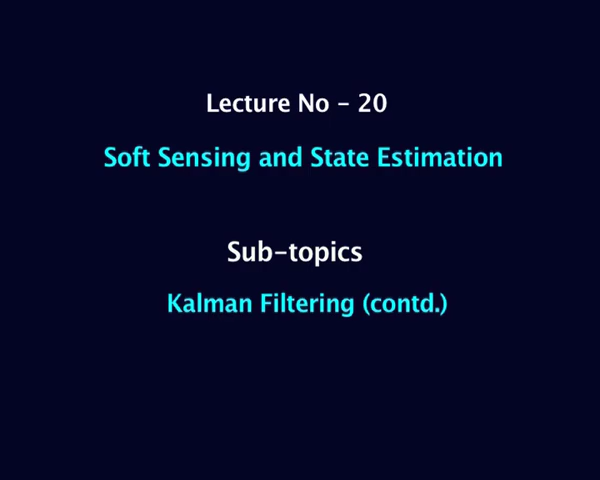 Lecture No - 20
Soft Sensing and State Estimation
Sub-topics
Kalman Filtering (contd.)